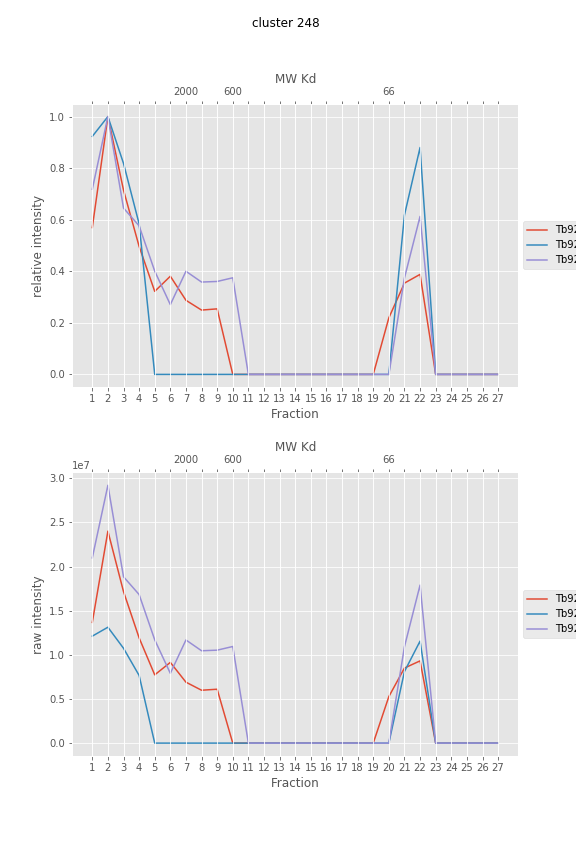 cluster 248
MW Kd
2000 600 66
1.0
0.8
0.6
0.4
0.2
0.0
relative intensity
Tb92
Tb92
Tb92
1 2 3 4 5 6 7 8 9 10 11 12 13 14 15 16 17 18 19 20 21 22 23 24 25 26 27
Fraction
MW Kd
2000 600 66
1e7
3.0
2.5
2.0
1.5
1.0
0.5
0.0
raw intensity
Tb92
Tb92
Tb92
1 2 3 4 5 6 7 8 9 10 11 12 13 14 15 16 17 18 19 20 21 22 23 24 25 26 27
Fraction